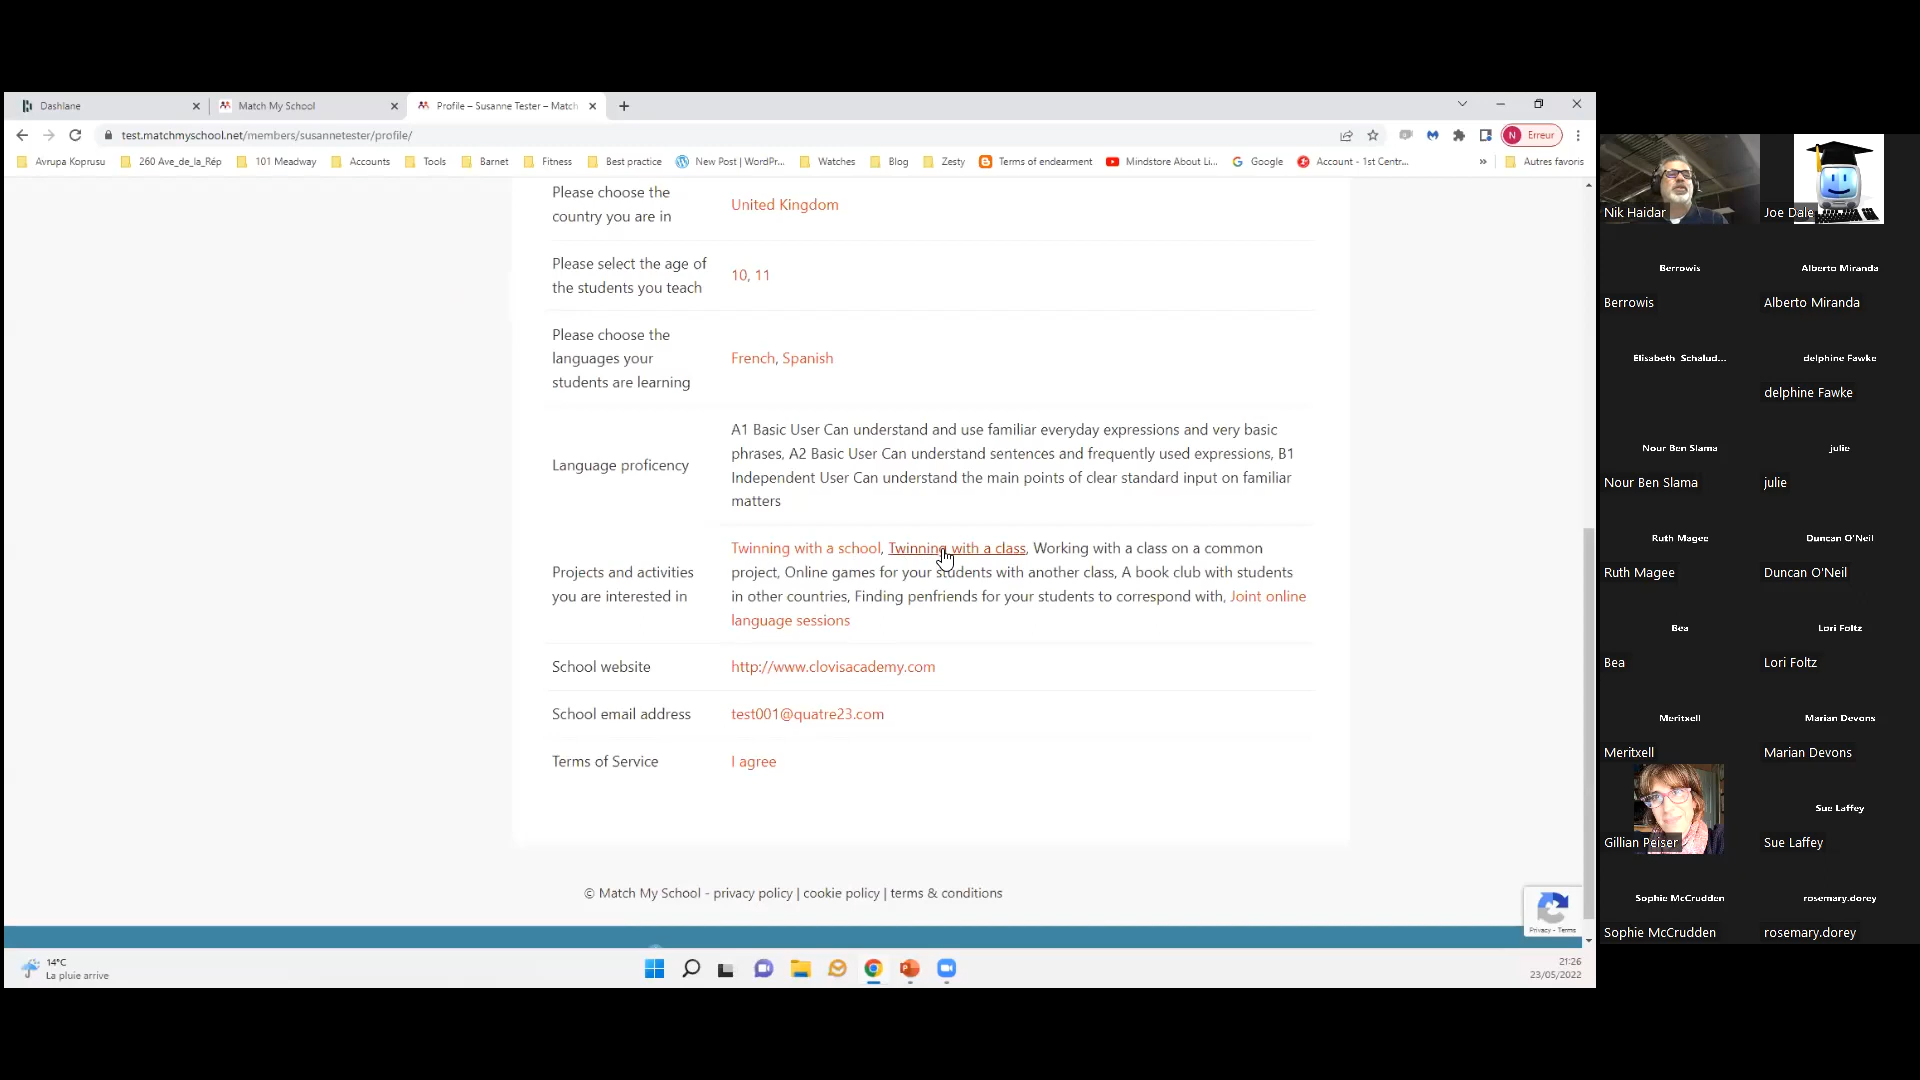 Dashlane
Match My School
Profile – Susanne Tester – Match
test.matchmyschool.net/members/susannetester/profile/
N Erreur
Avrupa Koprusu
260 Ave_de_la_Rép
101 Meadway
Accounts
Tools
Barnet
Fitness
Best practice
New Post | WordPr...
Watches
Blog
Zesty
Terms of endearment
Mindstore About Li...
Google
Account - 1st Centr...
»
Autres favoris
Please choose the
country you are in
United Kingdom
Please select the age of
the students you teach
10, 11
Please choose the
languages your
students are learning
French, Spanish
Language proficency
A1 Basic User Can understand and use familiar everyday expressions and very basic
phrases, A2 Basic User Can understand sentences and frequently used expressions, B1
Independent User Can understand the main points of clear standard input on familiar
matters
Projects and activities
you are interested in
Twinning with a school, Twinning with a class, Working with a class on a common
project, Online games for your students with another class, A book club with students
in other countries, Finding penfriends for your students to correspond with, Joint online
language sessions
School website
http://www.clovisacademy.com
School email address
test001@quatre23.com
Terms of Service
I agree
© Match My School - privacy policy | cookie policy | terms & conditions
Privacy - Terms
14°C
La pluie arrive
21:26
23/05/2022
Nik Haidar
Joe Dale
Berrowis
Berrowis
Alberto Miranda
Alberto Miranda
Elisabeth Schalud...
delphine Fawke
delphine Fawke
Nour Ben Slama
Nour Ben Slama
julie
julie
Ruth Magee
Ruth Magee
Duncan O'Neil
Duncan O'Neil
Bea
Bea
Lori Foltz
Lori Foltz
Meritxell
Meritxell
Marian Devons
Marian Devons
Gillian Peiser
Sue Laffey
Sue Laffey
Sophie McCrudden
Sophie McCrudden
rosemary.dorey
rosemary.dorey